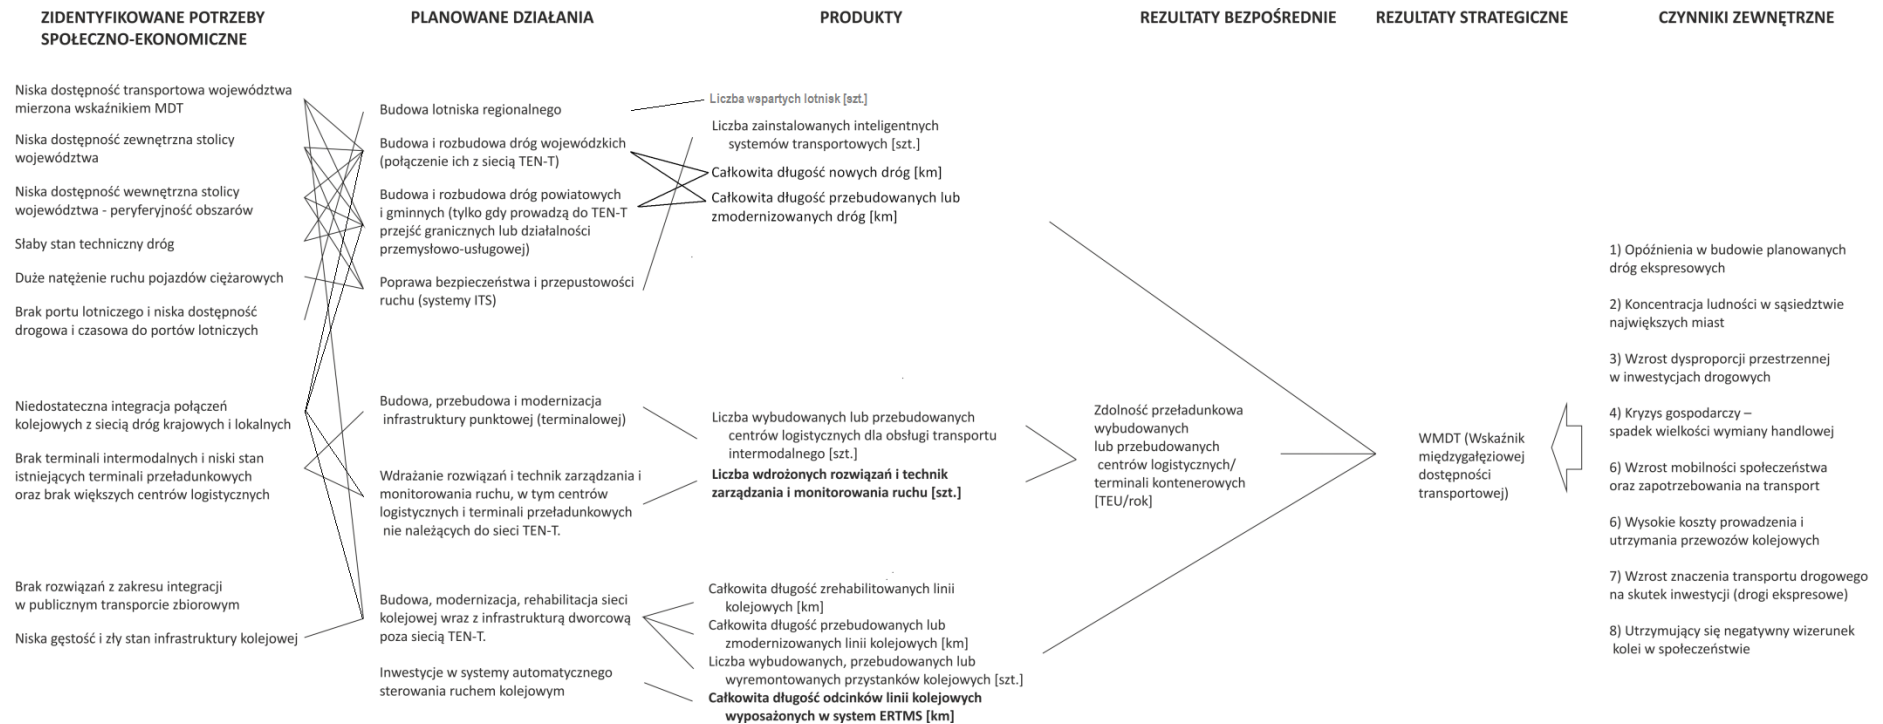 ZIDENTYFIKOWANE POTRZEBY
SPOŁECZNO-EKONOMICZNE
Niska dostępność transportowa województwa
mierzona wskaźnikiem MDT
Niska dostępność zewnętrzna stolicy
województwa
Niska dostępność wewnętrzna stolicy
województwa - peryferyjność obszarów
Słaby stan techniczny dróg
Duże natężenie ruchu pojazdów ciężarowych
Brak portu lotniczego i niska dostępność
drogowa i czasowa do portów lotniczych
Niedostateczna integracja połączeń
kolejowych z siecią dróg krajowych i lokalnych
Brak terminali intermodalnych i niski stan
istniejących terminali przeładunkowych
oraz brak większych centrów logistycznych
Brak rozwiązań z zakresu integracji
w publicznym transporcie zbiorowym
Niska gęstość i zły stan infrastruktury kolejowej
PLANOWANE DZIAŁANIA
Budowa lotniska regionalnego
Budowa i rozbudowa dróg wojewódzkich
(połączenie ich z siecią TEN-T)
Budowa i rozbudowa dróg powiatowych
i gminnych (tylko gdy prowadzą do TEN-T
przejść granicznych lub działalności
przemysłowo-usługowej)
Poprawa bezpieczeństwa i przepustowości
ruchu (systemy ITS)
Budowa, przebudowa i modernizacja
infrastruktury punktowej (terminalowej)
Wdrażanie rozwiązań i technik zarządzania i
monitorowania ruchu, w tym centrów
logistycznych i terminali przeładunkowych
nie należących do sieci TEN-T.
Budowa, modernizacja, rehabilitacja sieci
kolejowej wraz z infrastrukturą dworcową
poza siecią TEN-T.
Inwestycje w systemy automatycznego
sterowania ruchem kolejowym
PRODUKTY
Liczba wspartych lotnisk [szt.]
Liczba zainstalowanych inteligentnych
systemów transportowych [szt.]
Całkowita długość nowych dróg [km]
Całkowita długość przebudowanych lub
zmodernizowanych dróg [km]
Liczba wybudowanych lub przebudowanych
centrów logistycznych dla obsługi transportu
intermodalnego [szt.]
Liczba wdrożonych rozwiązań i technik
zarządzania i monitorowania ruchu [szt.]
Całkowita długość zrehabilitowanych linii
kolejowych [km]
Całkowita długość przebudowanych lub
zmodernizowanych linii kolejowych [km]
Liczba wybudowanych, przebudowanych lub
wyremontowanych przystanków kolejowych [szt.]
Całkowita długość odcinków linii kolejowych
wyposażonych w system ERTMS [km]
REZULTATY BEZPOŚREDNIE
Zdolność przeładunkowa
wybudowanych
lub przebudowanych
centrów logistycznych/
terminali kontenerowych
[TEU/rok]
REZULTATY STRATEGICZNE
WMDT (Wskaźnik
międzygałęziowej
dostępności
transportowej)
CZYNNIKI ZEWNĘTRZNE
1) Opóźnienia w budowie planowanych
dróg ekspresowych
2) Koncentracja ludności w sąsiedztwie
największych miast
3) Wzrost dysproporcji przestrzennej
w inwestycjach drogowych
4) Kryzys gospodarczy –
spadek wielkości wymiany handlowej
6) Wzrost mobilności społeczeństwa
oraz zapotrzebowania na transport
6) Wysokie koszty prowadzenia i
utrzymania przewozów kolejowych
7) Wzrost znaczenia transportu drogowego
na skutek inwestycji (drogi ekspresowe)
8) Utrzymujący się negatywny wizerunek
kolei w społeczeństwie